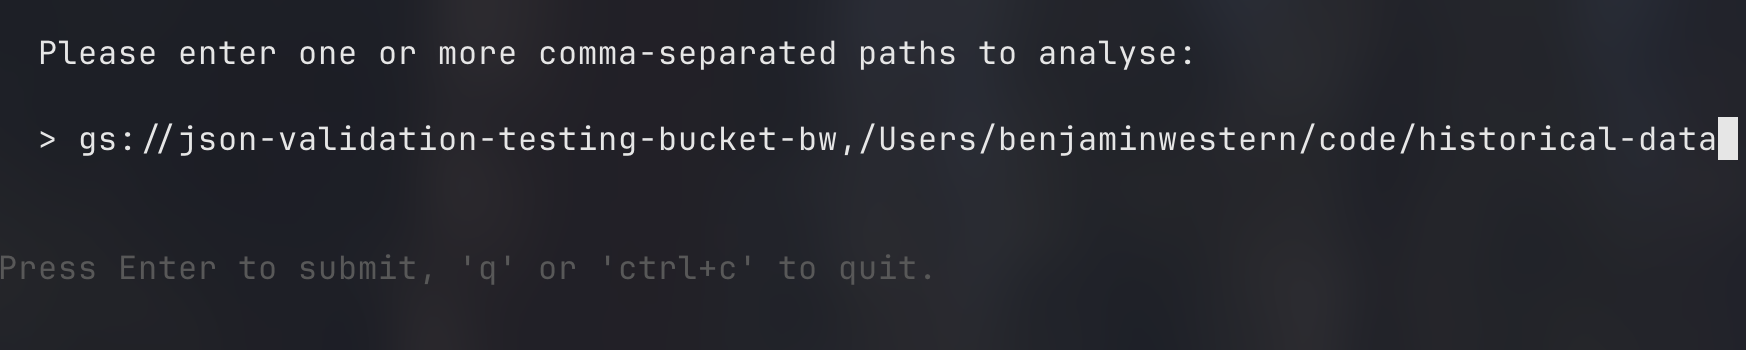 Please enter one or more comma-separated paths to analyse:
> gs://json-validation-testing-bucket-bw,/Users/benjaminwestern/code/historical-data
Press Enter to submit, 'q' or 'ctrl+c' to quit.